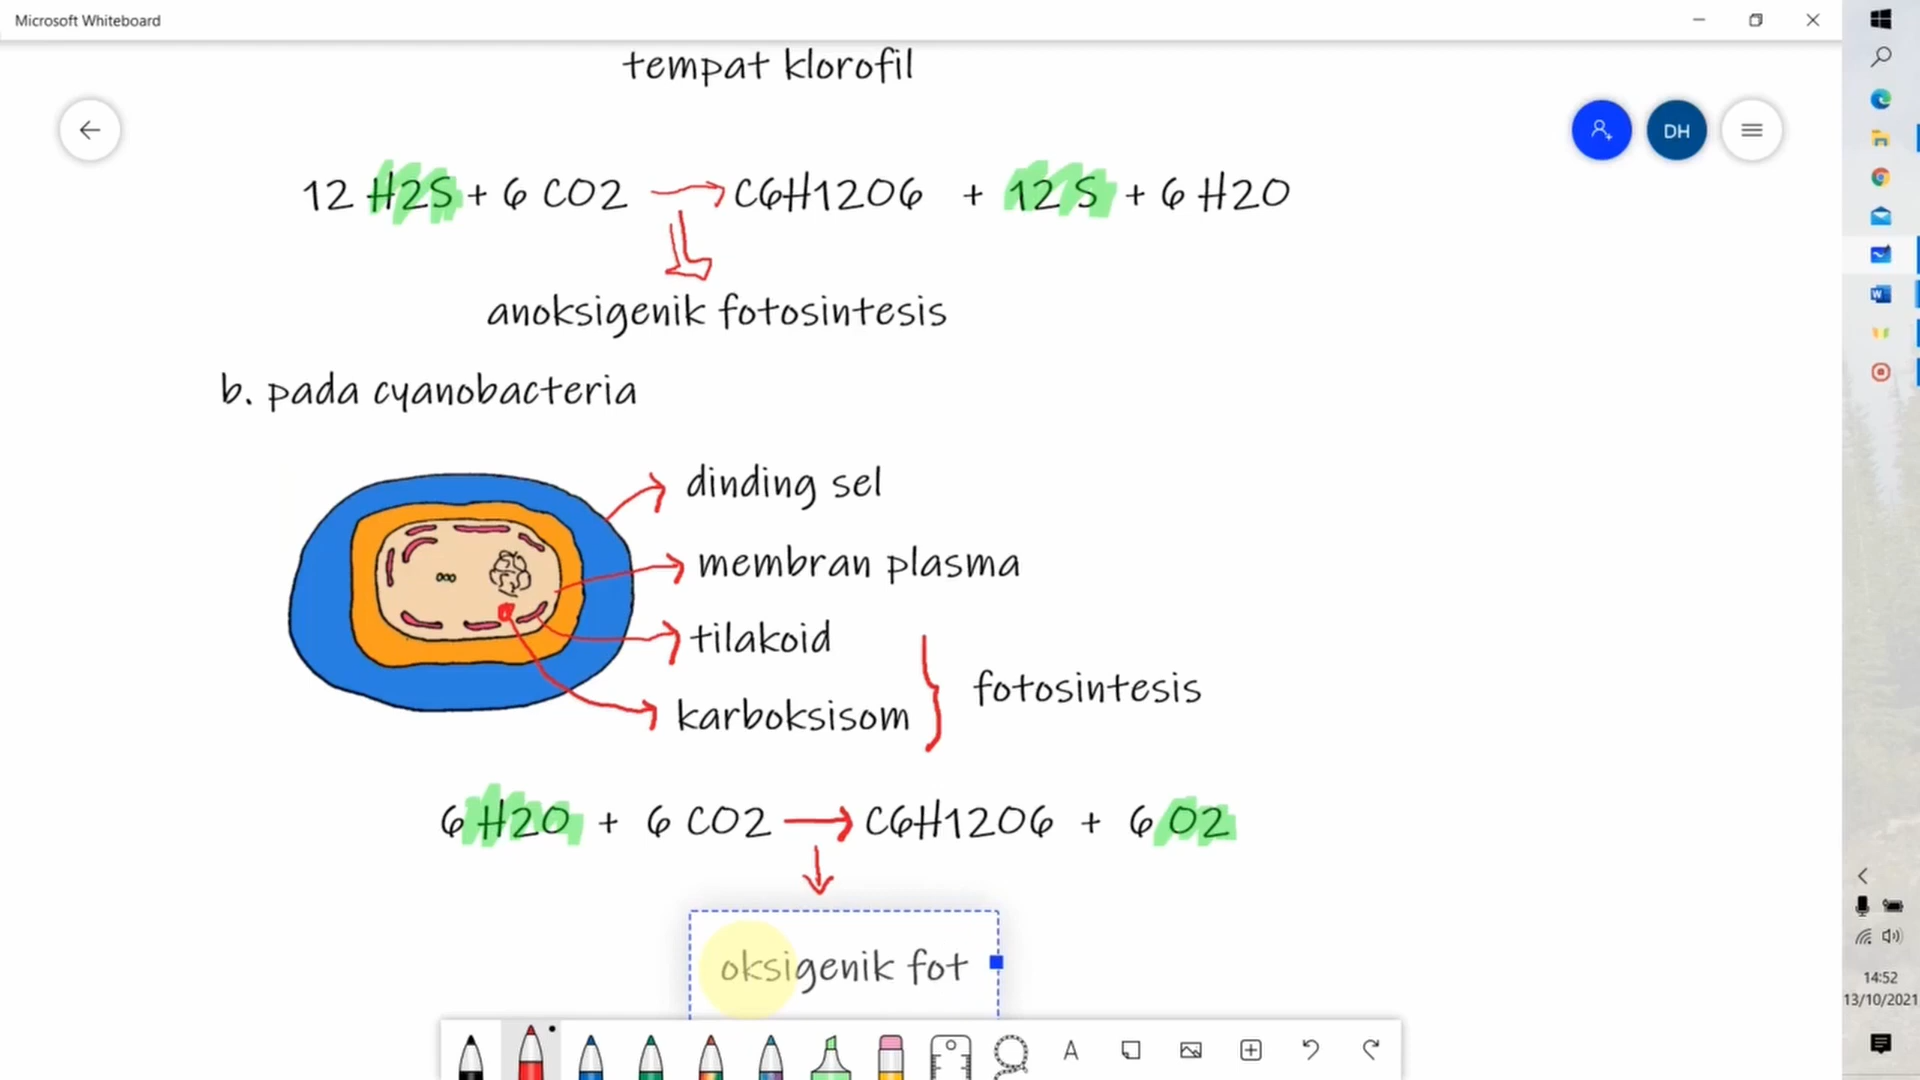 Microsoft Whiteboard
tempat klorofil
DH
12 H2S + 6 CO2 → C6H12O6 + 12 S + 6 H2O
anoksigenik fotosintesis
b. pada cyanobacteria
dinding sel
membran plasma
tilakoid
karboksisom
fotosintesis
6 H2O + 6 CO2 → C6H12O6 + 6 O2
oksigenik fot
A
14:52
13/10/2021